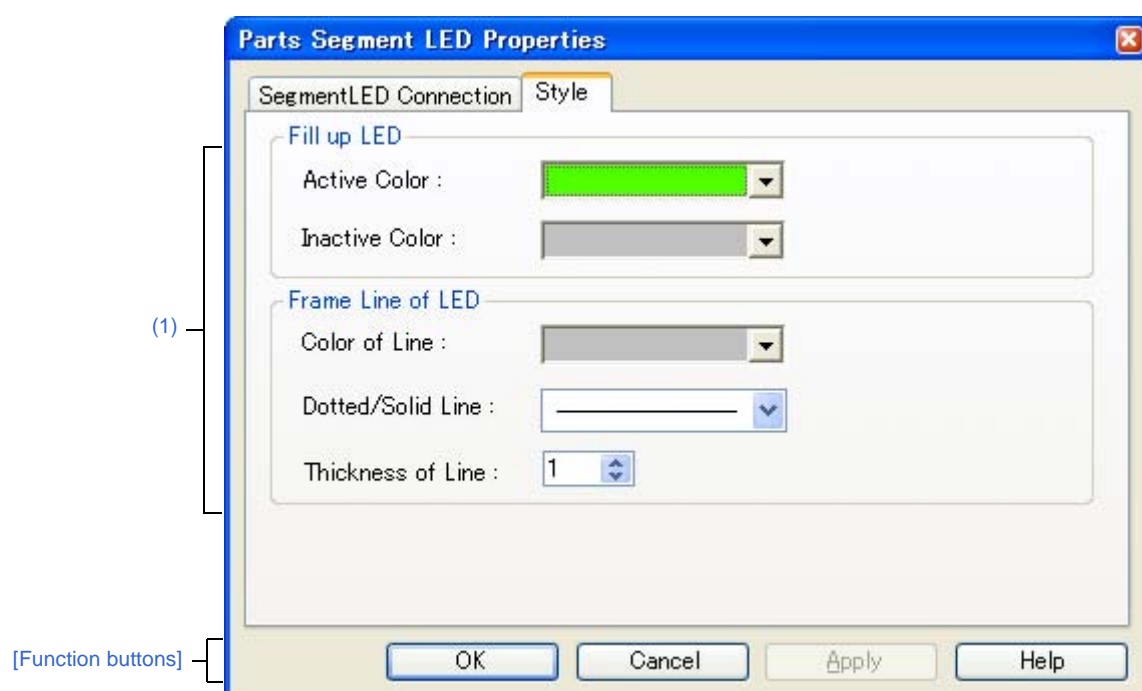 Parts Segment LED Properties
SegmentLED Connection
Style
Fill up LED
Active Color :
Inactive Color :
Frame Line of LED
(1)
Color of Line :
Dotted/Solid Line :
Thickness of Line :
1
[Function buttons]
OK
Cancel
Apply
Help